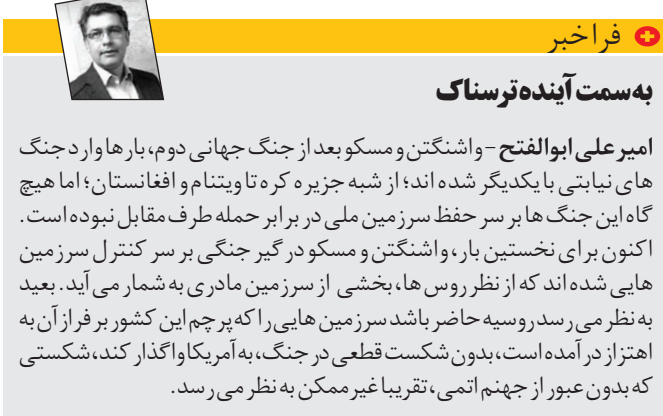 فراخبر
به‌سمت آینده ترسناک
امیر علی ابوالفتح - واشنگتن و مسکو بعد از جنگ جهانی دوم، بارها وارد جنگ
های نیابتی با یکدیگر شده اند؛ از شبه جزیره کره تا ویتنام و افغانستان؛ اما هیچ
گاه این جنگ ها بر سر حفظ سرزمین ملی در برابر حمله طرف مقابل نبوده است.
اکنون برای نخستین بار، واشنگتن و مسکو درگیر جنگی بر سر کنترل سرزمین
هایی شده اند که از نظر روس ها، بخشی از سرزمین مادری به شمار می آید. بعید
به نظر می رسد روسیه حاضر باشد سرزمین هایی را که پرچم این کشور بر فراز آن به
اهتزاز در آمده است، بدون شکست قطعی در جنگ، به آمریکا واگذار کند، شکستی
که بدون عبور از جهنم اتمی، تقریبا غیر ممکن به نظر می رسد.